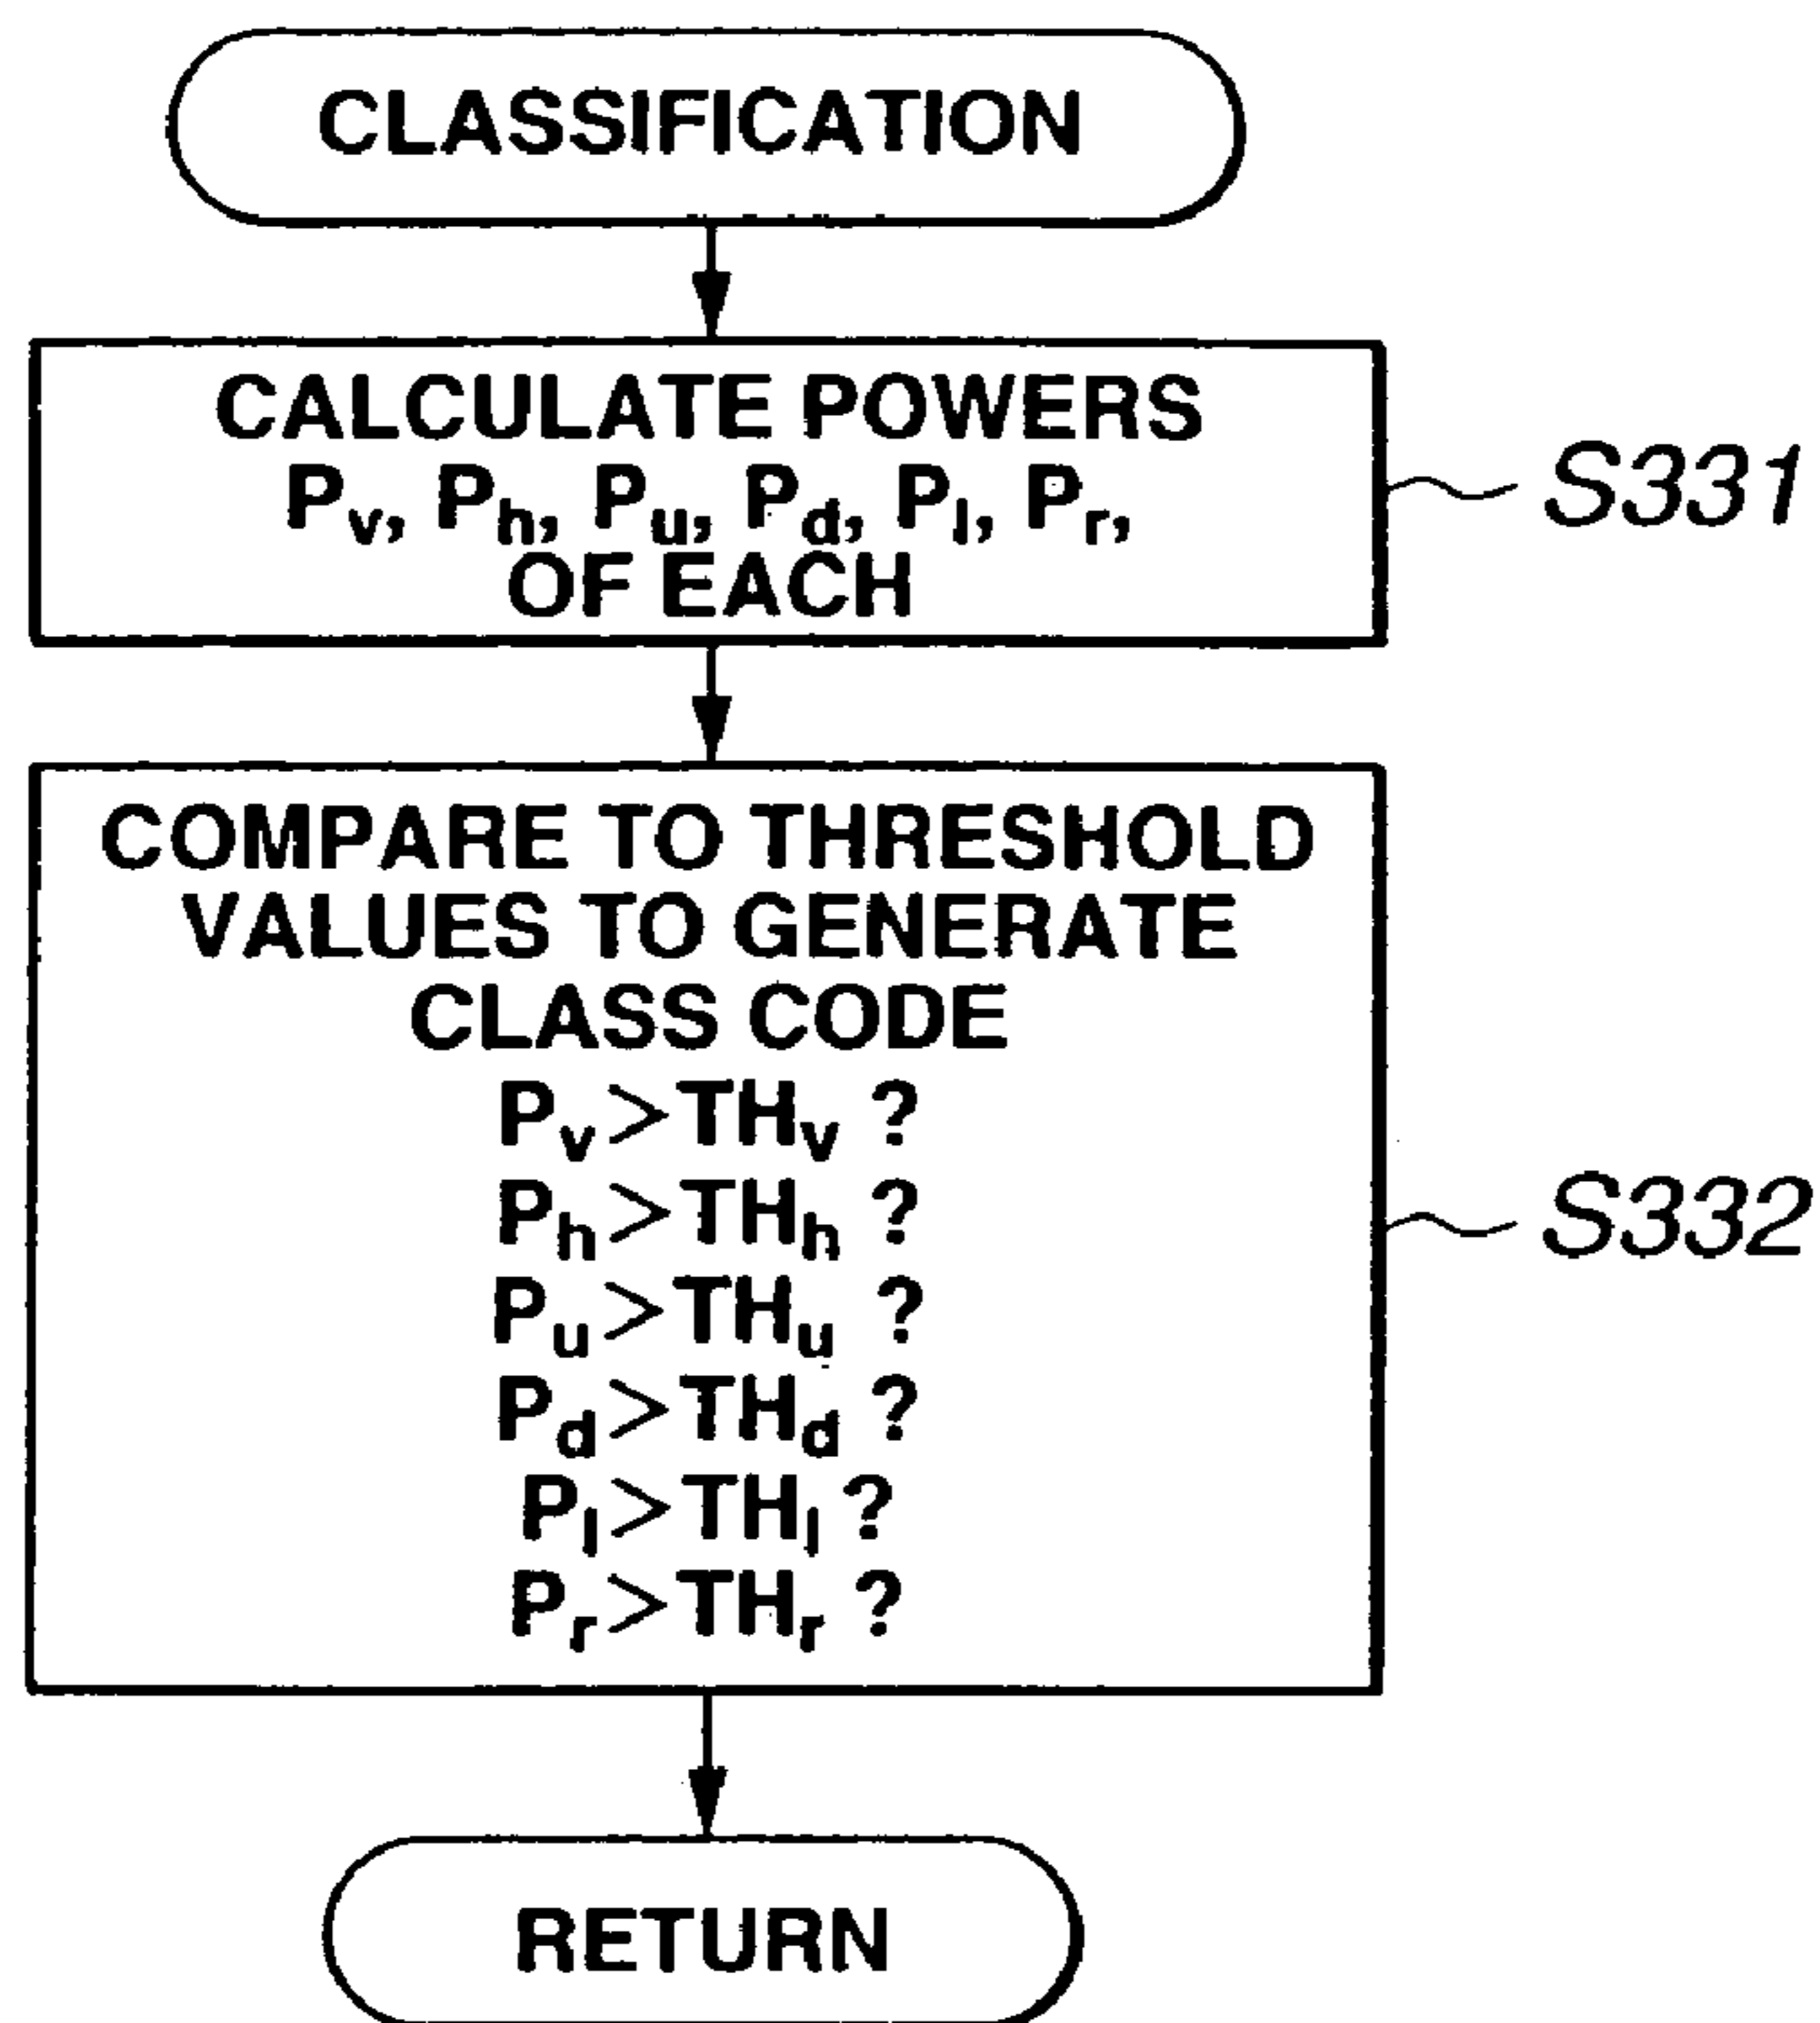 CLASSIFICATION
CALCULATE POWERS
Pv, Ph, Pu, Pd, Pl, Pr,
OF EACH
S331
COMPARE TO THRESHOLD
VALUES TO GENERATE
CLASS CODE
Pv>THv ?
Ph>THh ?
Pu>THu ?
Pd>THd ?
Pl>THl ?
Pr>THr ?
S332
RETURN